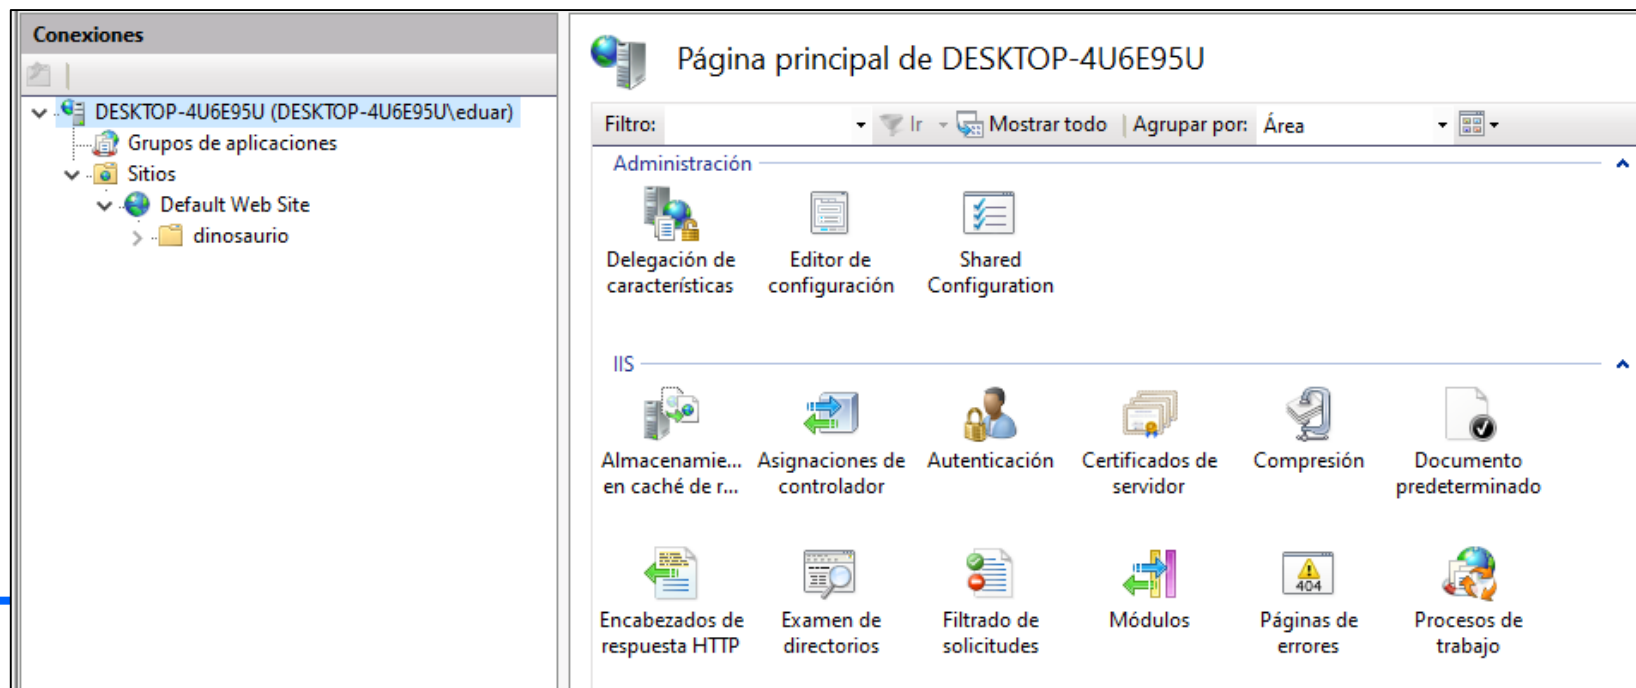 Conexiones
DESKTOP-4U6E95U (DESKTOP-4U6E95U\eduar)
Grupos de aplicaciones
Sitios
Default Web Site
dinosaurio
Página principal de DESKTOP-4U6E95U
Filtro: Ir Mostrar todo Agrupar por: Área
Administración
Delegación de características
Editor de configuración
Shared Configuration
IIS
Almacenamie... en caché de r...
Asignaciones de controlador
Autenticación
Certificados de servidor
Compresión
Documento predeterminado
Encabezados de respuesta HTTP
Examen de directorios
Filtrado de solicitudes
Módulos
404
Páginas de errores
Procesos de trabajo